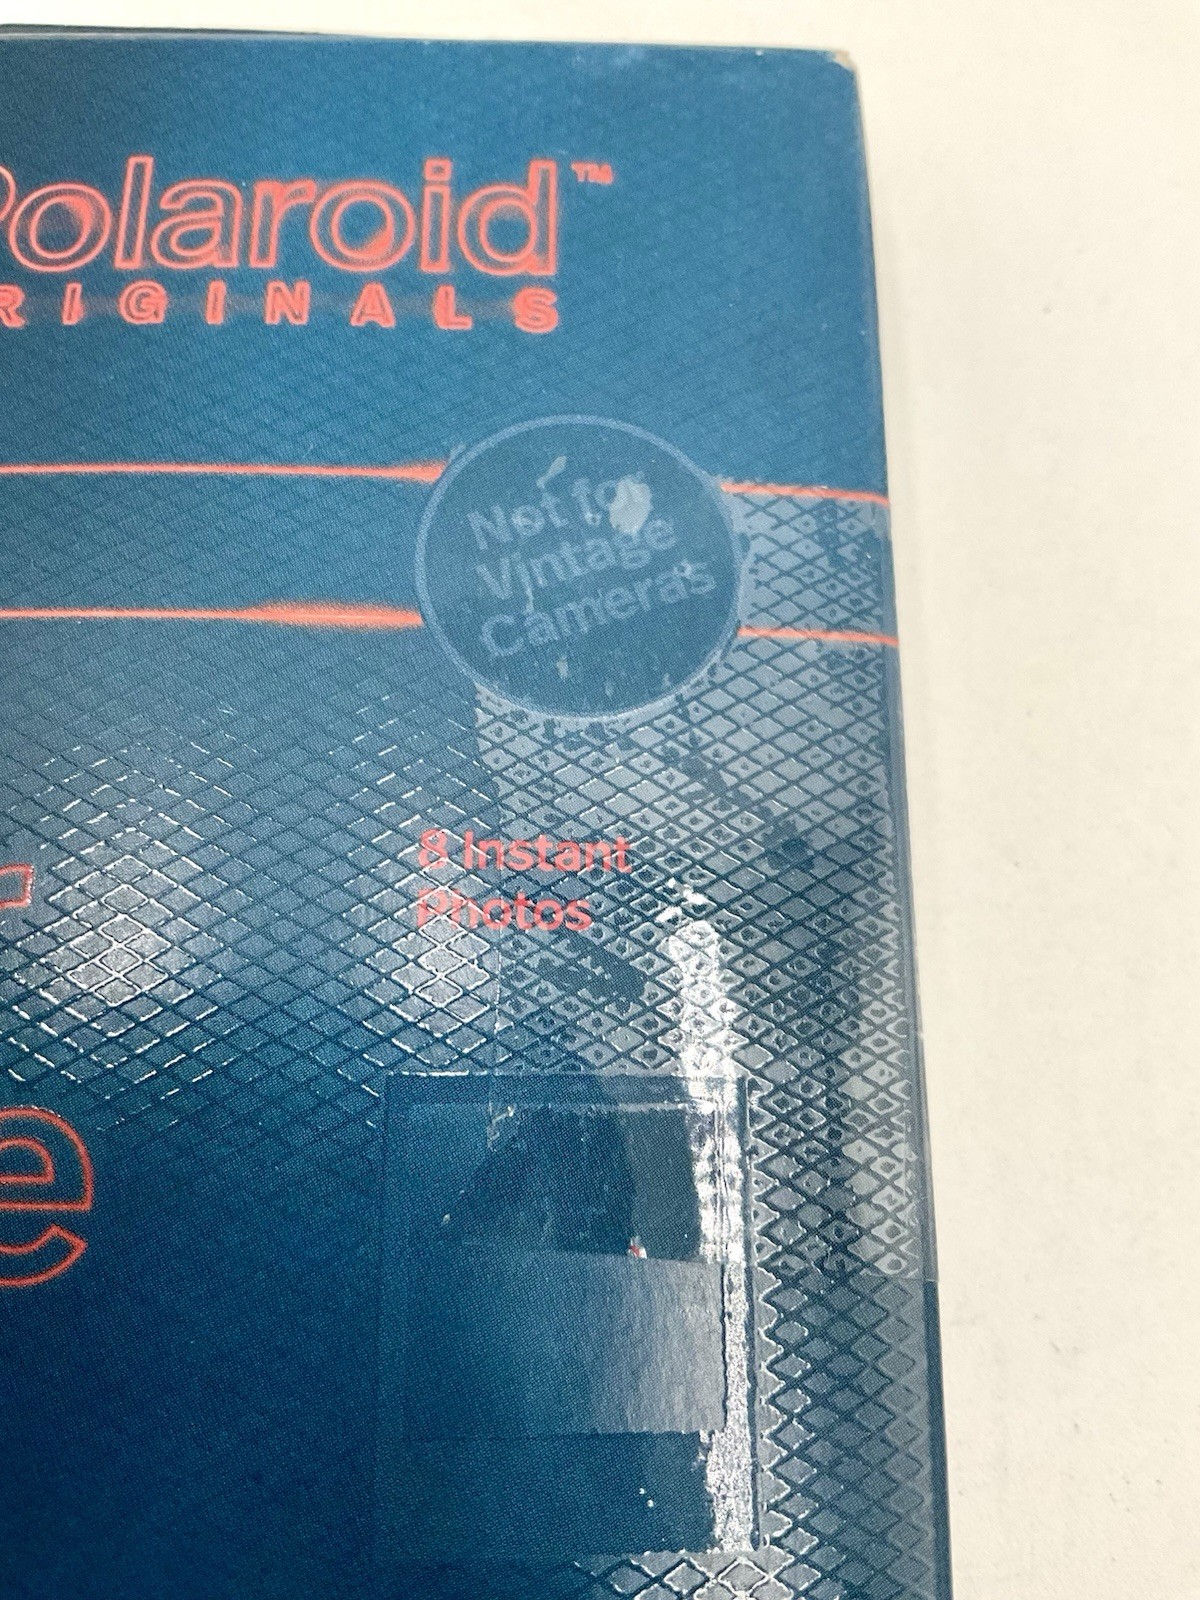 Polaroid™
RIGINALS
Not for
Vintage
Cameras
8 Instant
Photos
e